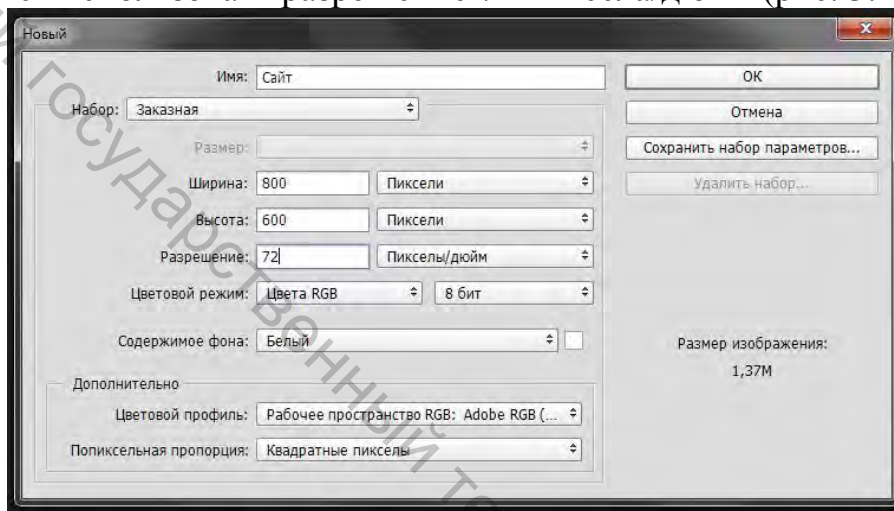 Новый
Имя: Сайт
Набор: Заказная
Размер:
Ширина: 800 Пиксели
Высота: 600 Пиксели
Разрешение: 72 Пикселы/дюйм
Цветовой режим: Цвета RGB 8 бит
Содержимое фона: Белый
Дополнительно
Цветовой профиль: Рабочее пространство RGB: Adobe RGB (...
Попиксельная пропорция: Квадратные пикселы
ОК
Отмена
Сохранить набор параметров...
Удалить набор...
Размер изображения:
1,37M
государственный